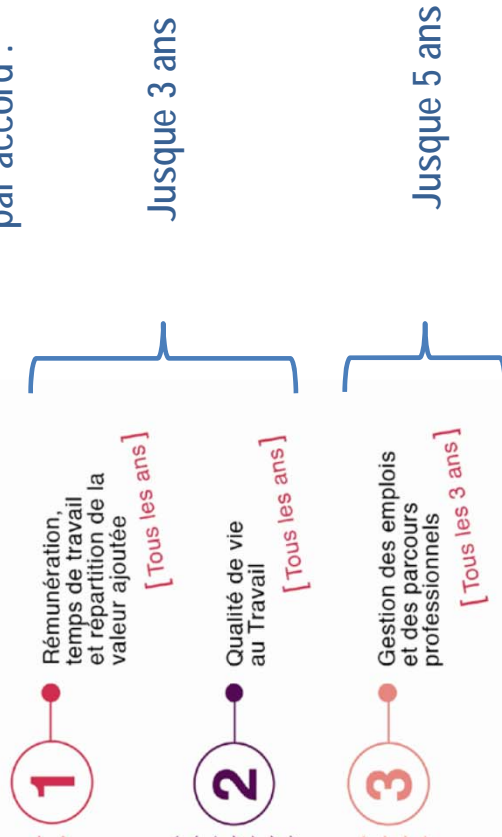 par accord :
1
Rémunération,
temps de travail
et répartition de la
valeur ajoutée
[Tous les ans]
Jusque 3 ans
2
Qualité de vie
au Travail
[Tous les ans]
3
Gestion des emplois
et des parcours
professionnels
[Tous les 3 ans]
Jusque 5 ans